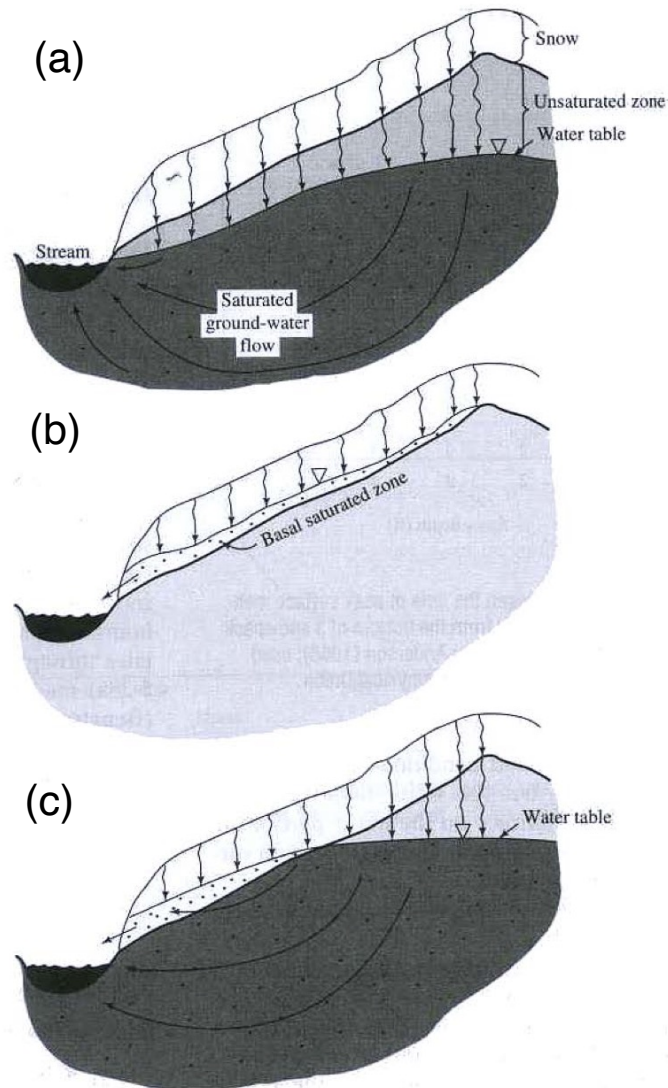 (a)
Snow
Unsaturated zone
Water table
Stream
Saturated
ground-water
flow
(b)
Basal saturated zone
(c)
Water table